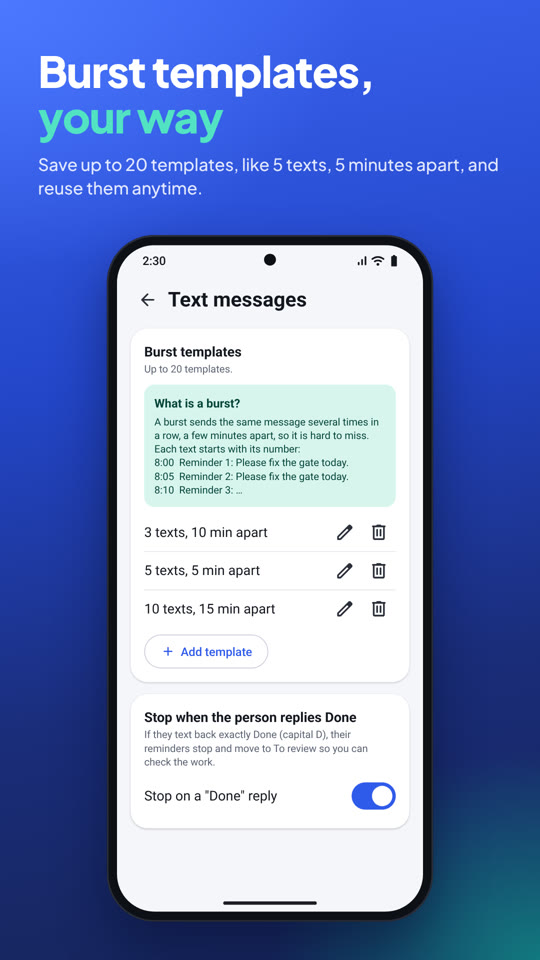 Burst templates,
your way
Save up to 20 templates, like 5 texts, 5 minutes apart, and
reuse them anytime.
2:30
Text messages
Burst templates
Up to 20 templates.
What is a burst?
A burst sends the same message several times in
a row, a few minutes apart, so it is hard to miss.
Each text starts with its number:
8:00 Reminder 1: Please fix the gate today.
8:05 Reminder 2: Please fix the gate today.
8:10 Reminder 3: ...
3 texts, 10 min apart
5 texts, 5 min apart
10 texts, 15 min apart
+ Add template
Stop when the person replies Done
If they text back exactly Done (capital D), their
reminders stop and move to To review so you can
check the work.
Stop on a "Done" reply